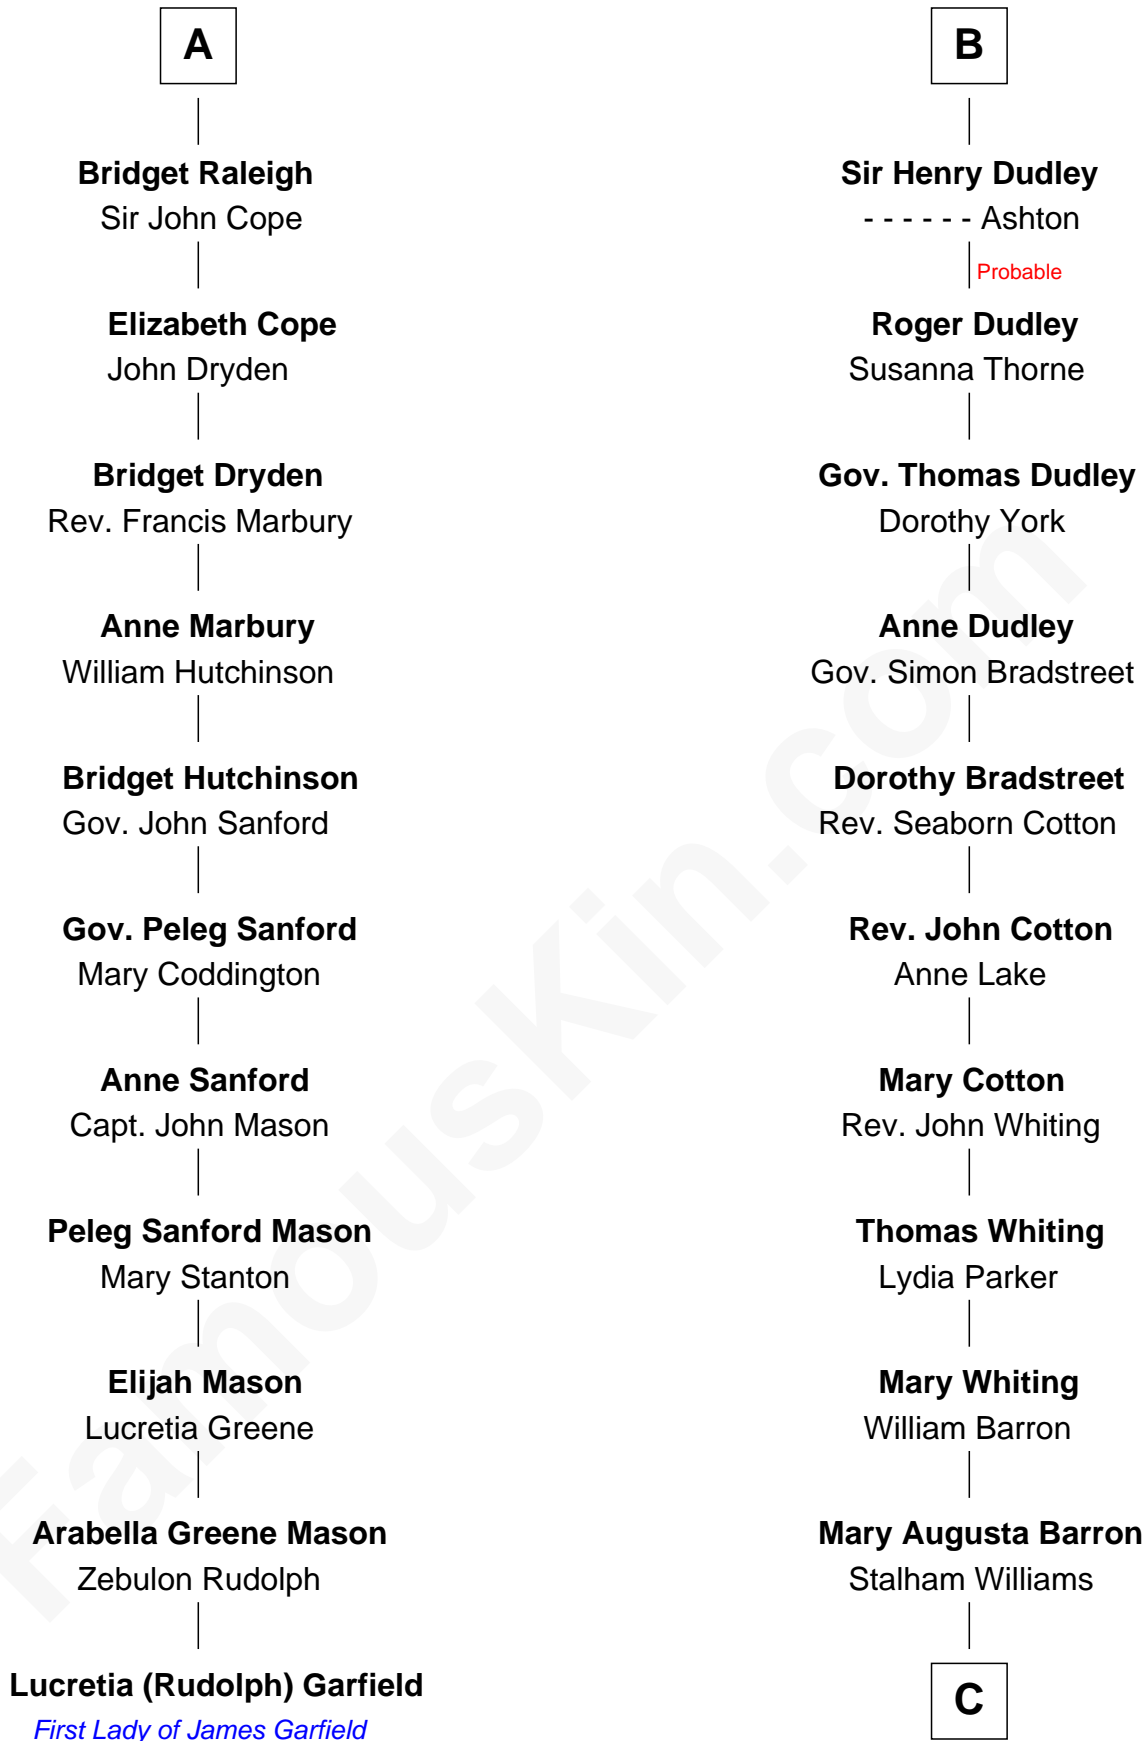 A
Bridget Raleigh
Sir John Cope
Elizabeth Cope
John Dryden
Bridget Dryden
Rev. Francis Marbury
Anne Marbury
William Hutchinson
Bridget Hutchinson
Gov. John Sanford
Gov. Peleg Sanford
Mary Coddington
Anne Sanford
Capt. John Mason
Peleg Sanford Mason
Mary Stanton
Elijah Mason
Lucretia Greene
Arabella Greene Mason
Zebulon Rudolph
Lucretia (Rudolph) Garfield
First Lady of James Garfield
B
Sir Henry Dudley
- - - - - - Ashton
Probable
Roger Dudley
Susanna Thorne
Gov. Thomas Dudley
Dorothy York
Anne Dudley
Gov. Simon Bradstreet
Dorothy Bradstreet
Rev. Seaborn Cotton
Rev. John Cotton
Anne Lake
Mary Cotton
Rev. John Whiting
Thomas Whiting
Lydia Parker
Mary Whiting
William Barron
Mary Augusta Barron
Stalham Williams
C
FamousKin.com